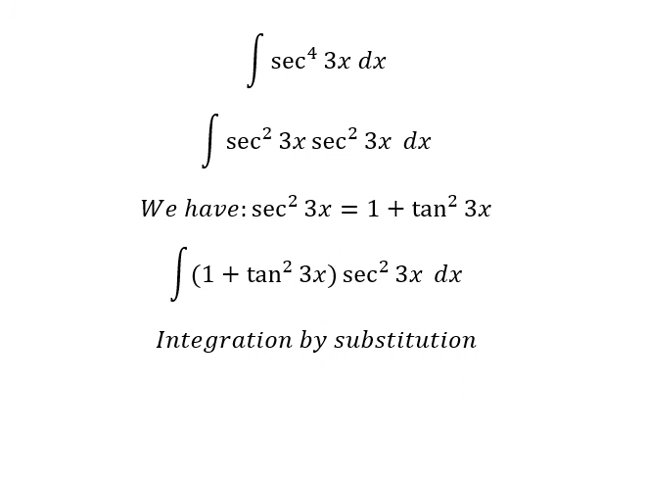 ∫ sec⁴ 3x dx
∫ sec² 3x sec² 3x dx
We have: sec² 3x = 1 + tan² 3x
∫(1 + tan² 3x) sec² 3x dx
Integration by substitution